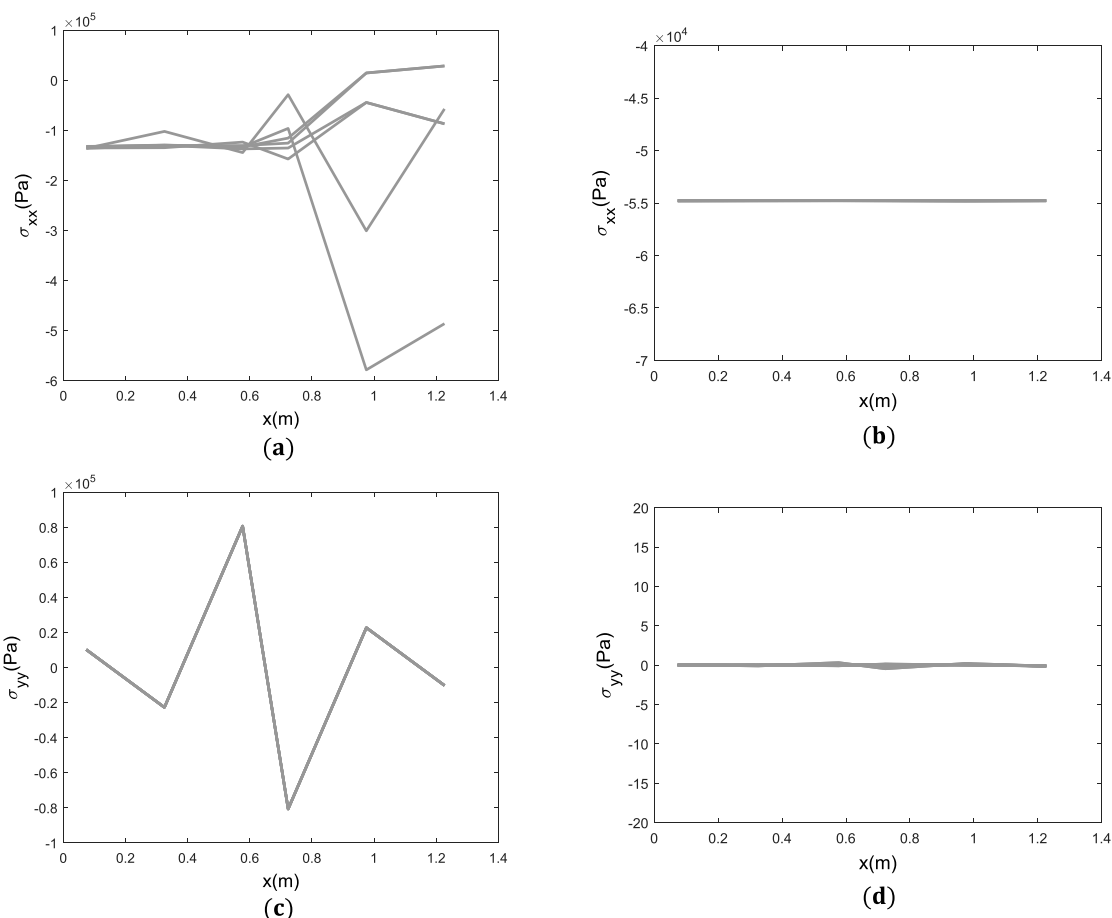 ×10⁵
1
0
-1
-2
-3
-4
-5
-6
σxx(Pa)
0 0.2 0.4 0.6 0.8 1 1.2 1.4
x(m)
(a)
×10⁴
-4
-4.5
-5
-5.5
-6
-6.5
-7
σxx(Pa)
0 0.2 0.4 0.6 0.8 1 1.2 1.4
x(m)
(b)
×10⁵
1
0.8
0.6
0.4
0.2
0
-0.2
-0.4
-0.6
-0.8
-1
σyy(Pa)
0 0.2 0.4 0.6 0.8 1 1.2 1.4
x(m)
(c)
20
15
10
5
0
-5
-10
-15
-20
σyy(Pa)
0 0.2 0.4 0.6 0.8 1 1.2 1.4
x(m)
(d)